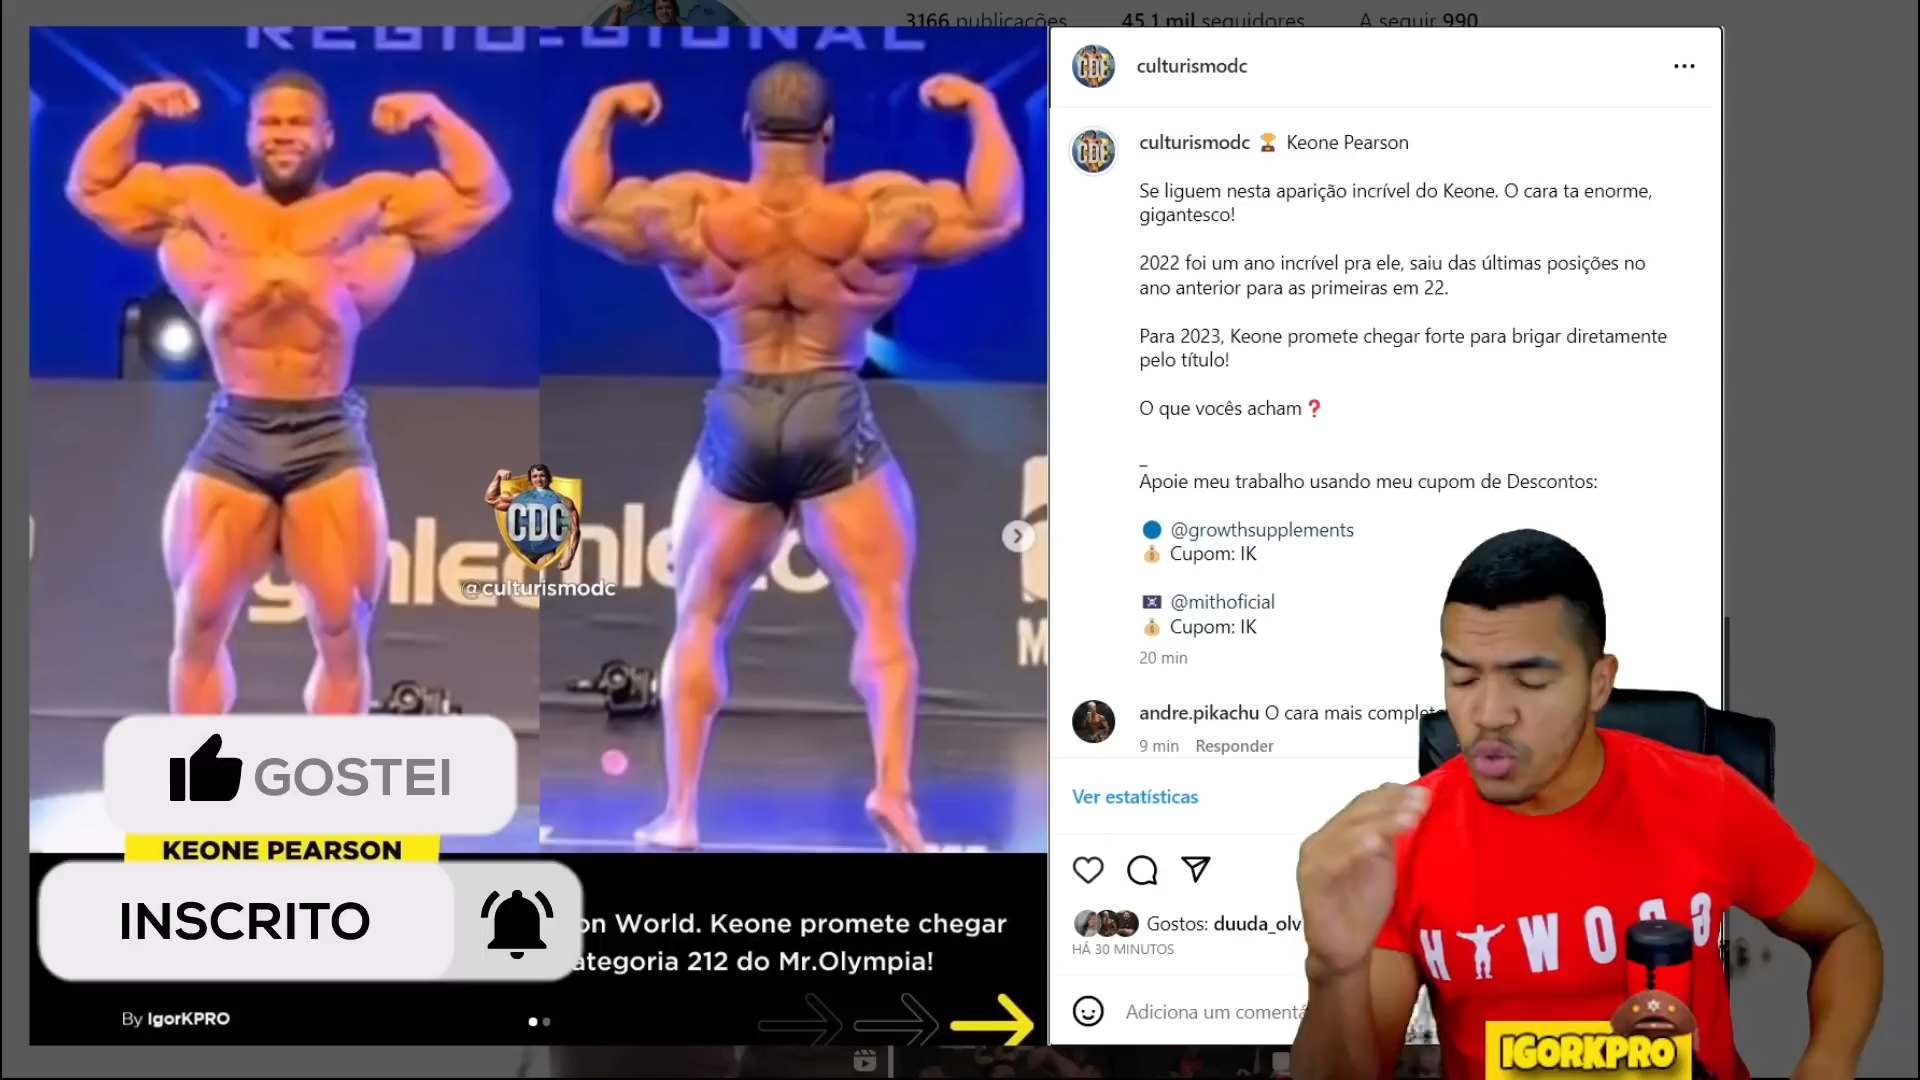 3166 publicações 45,1 mil seguidores A seguir 990
REGIO EGIONAL
CDC
@culturismodc
GOSTEI
KEONE PEARSON
INSCRITO
on World. Keone promete chegar
ategoria 212 do Mr.Olympia!
By IgorKPRO
culturismodc
culturismodc 🏆 Keone Pearson
Se liguem nesta aparição incrível do Keone. O cara ta enorme,
gigantesco!
2022 foi um ano incrível pra ele, saiu das últimas posições no
ano anterior para as primeiras em 22.
Para 2023, Keone promete chegar forte para brigar diretamente
pelo título!
O que vocês acham❓
_
Apoie meu trabalho usando meu cupom de Descontos:
🔵 @growthsupplements
💰 Cupom: IK
🏴‍☠️ @mithoficial
💰 Cupom: IK
20 min
andre.pikachu O cara mais complet
9 min Responder
Ver estatísticas
Gostos: duuda_olv
HÁ 30 MINUTOS
Adiciona um comentá
IGORKPRO